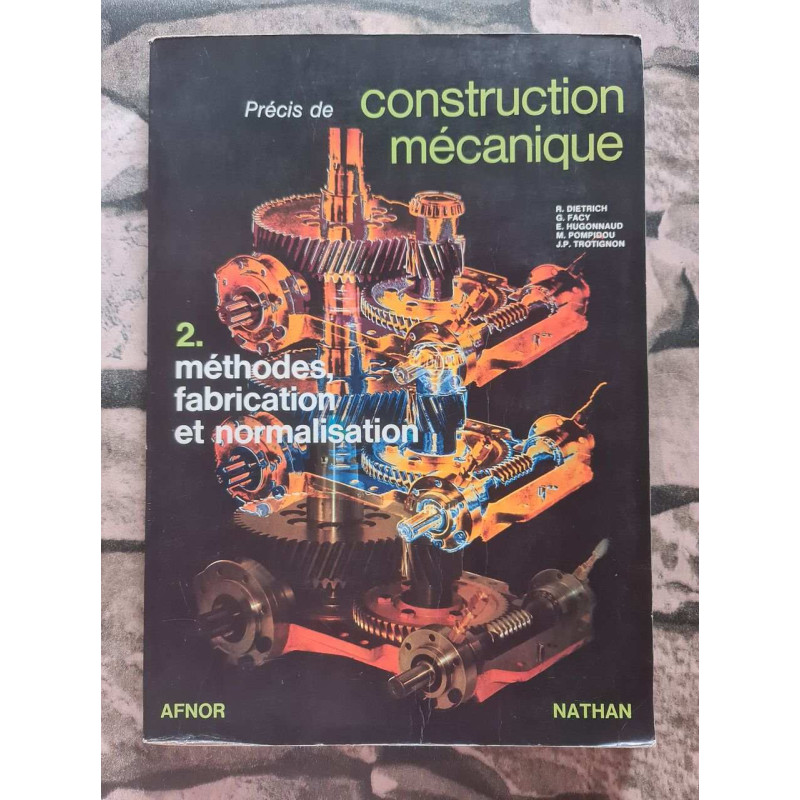 Précis de construction
mécanique
R. DIETRICH
G. FACY
E. HUGONNAUD
M. POMPIDOU
J.P. TROTIGNON
2.
méthodes,
fabrication
et normalisation
AFNOR
NATHAN